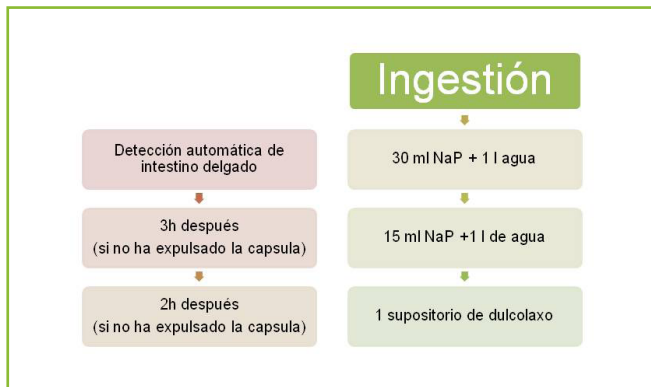 Ingestión
Detección automática de
intestino delgado
30 ml NaP + 1 l agua
3h después
(si no ha expulsado la capsula)
15 ml NaP +1 l de agua
2h después
(si no ha expulsado la capsula)
1 supositorio de dulcolaxo